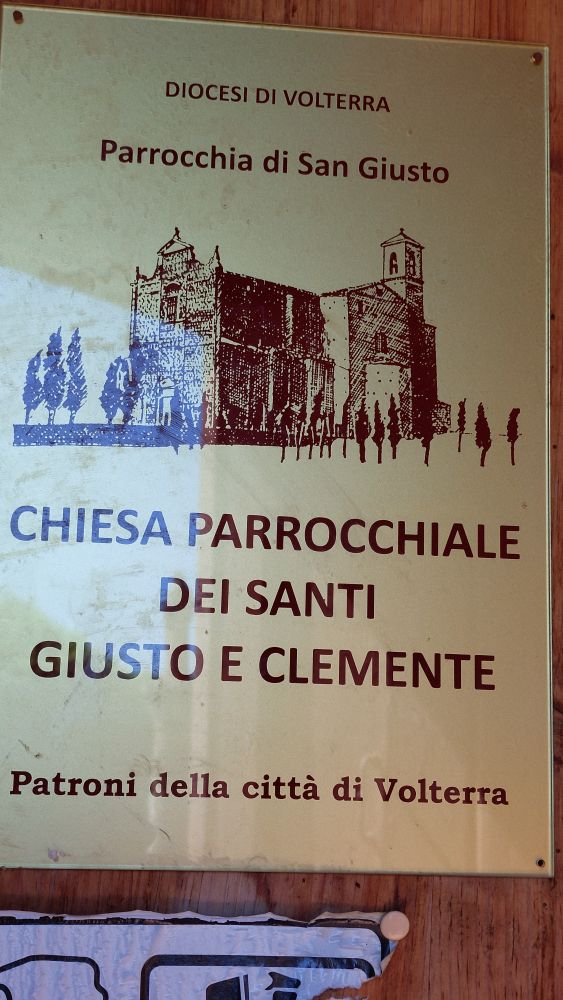 DIOCESI DI VOLTERRA
Parrocchia di San Giusto
CHIESA PARROCCHIALE
DEI SANTI
GIUSTO E CLEMENTE
Patroni della città di Volterra